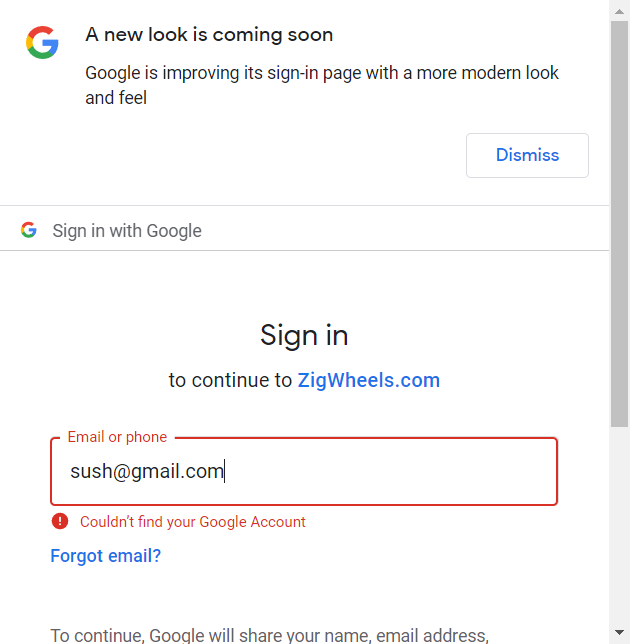 A new look is coming soon
Google is improving its sign-in page with a more modern look
and feel
Dismiss
Sign in with Google
Sign in
to continue to ZigWheels.com
Email or phone
sush@gmail.com
Couldn't find your Google Account
Forgot email?
To continue, Google will share your name, email address,